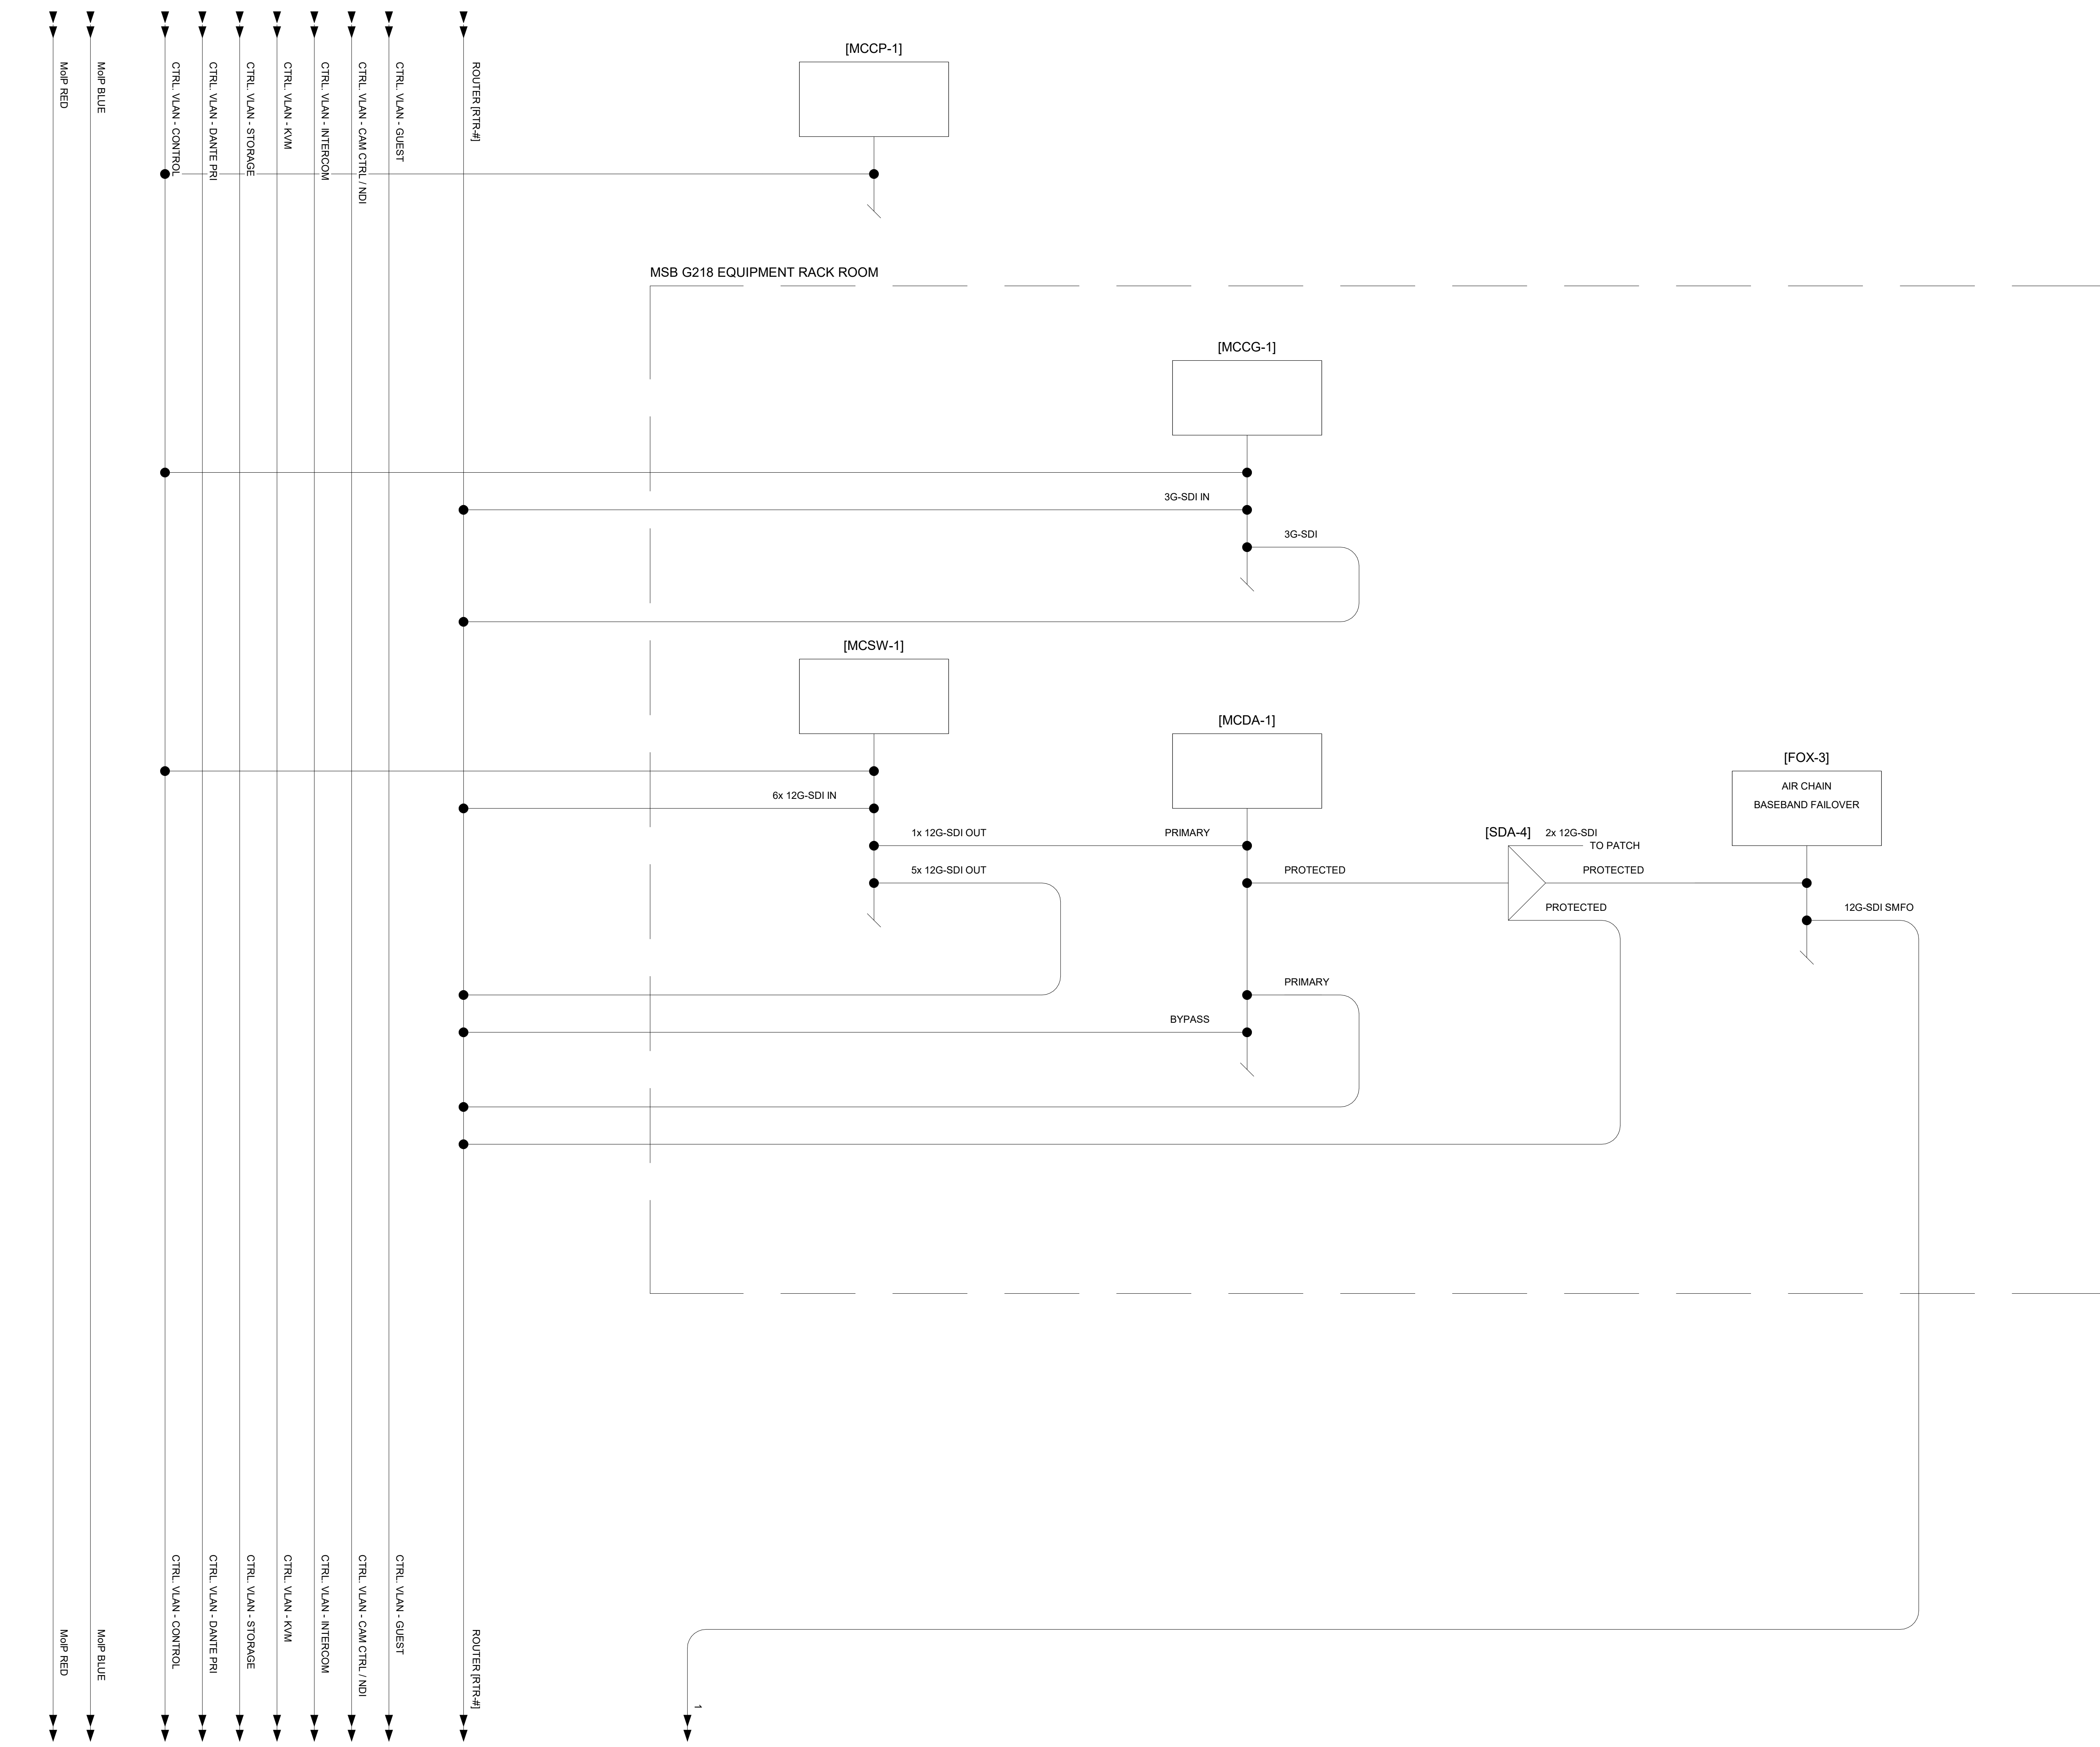 MoIP RED
MoIP BLUE
CTRL. VLAN - CONTROL
CTRL. VLAN - DANTE PRI
CTRL. VLAN - STORAGE
CTRL. VLAN - KVM
CTRL. VLAN - INTERCOM
CTRL. VLAN - CAM CTRL / NDI
CTRL. VLAN - GUEST
ROUTER [RTR-#]
[MCCP-1]
MSB G218 EQUIPMENT RACK ROOM
[MCCG-1]
3G-SDI IN
3G-SDI
[MCSW-1]
6x 12G-SDI IN
1x 12G-SDI OUT
5x 12G-SDI OUT
[MCDA-1]
PRIMARY
PROTECTED
PRIMARY
BYPASS
[SDA-4]
2x 12G-SDI
TO PATCH
PROTECTED
PROTECTED
[FOX-3]
AIR CHAIN
BASEBAND FAILOVER
12G-SDI SMFO
MoIP RED
MoIP BLUE
CTRL. VLAN - CONTROL
CTRL. VLAN - DANTE PRI
CTRL. VLAN - STORAGE
CTRL. VLAN - KVM
CTRL. VLAN - INTERCOM
CTRL. VLAN - CAM CTRL / NDI
CTRL. VLAN - GUEST
ROUTER [RTR-#]
1